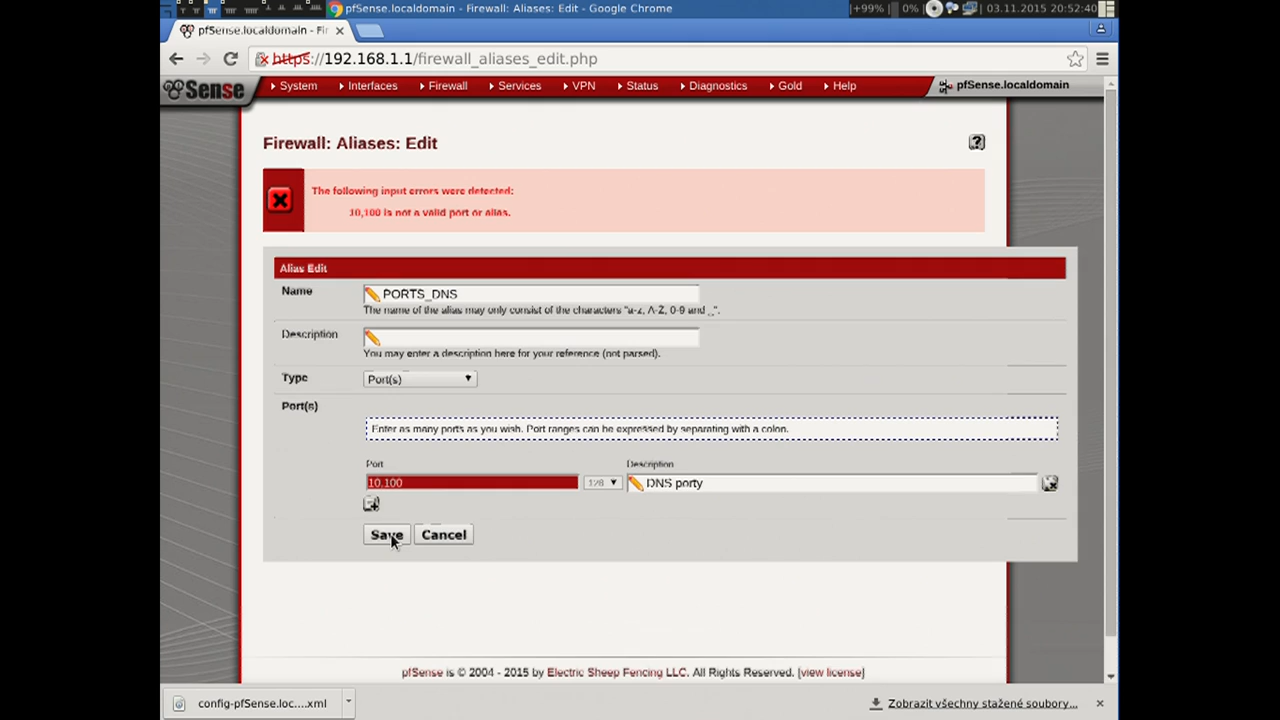 pfSense.localdomain - Firewall: Aliases: Edit - Google Chrome
+99%
0%
03.11.2015 20:52:40
pfSense.localdomain - Fir
https://192.168.1.1/firewall_aliases_edit.php
Sense
System
Interfaces
Firewall
Services
VPN
Status
Diagnostics
Gold
Help
pfSense.localdomain
Firewall: Aliases: Edit
The following input errors were detected:
10,100 is not a valid port or alias.
Alias Edit
Name
PORTS_DNS
The name of the alias may only consist of the characters "a-z, A-Z, 0-9 and _".
Description
You may enter a description here for your reference (not parsed).
Type
Port(s)
Port(s)
Enter as many ports as you wish. Port ranges can be expressed by separating with a colon.
Port
Description
10,100
128
DNS porty
Save
Cancel
pfSense is © 2004 - 2015 by Electric Sheep Fencing LLC. All Rights Reserved. [view license]
config-pfSense.loc....xml
Zobrazit všechny stažené soubory...